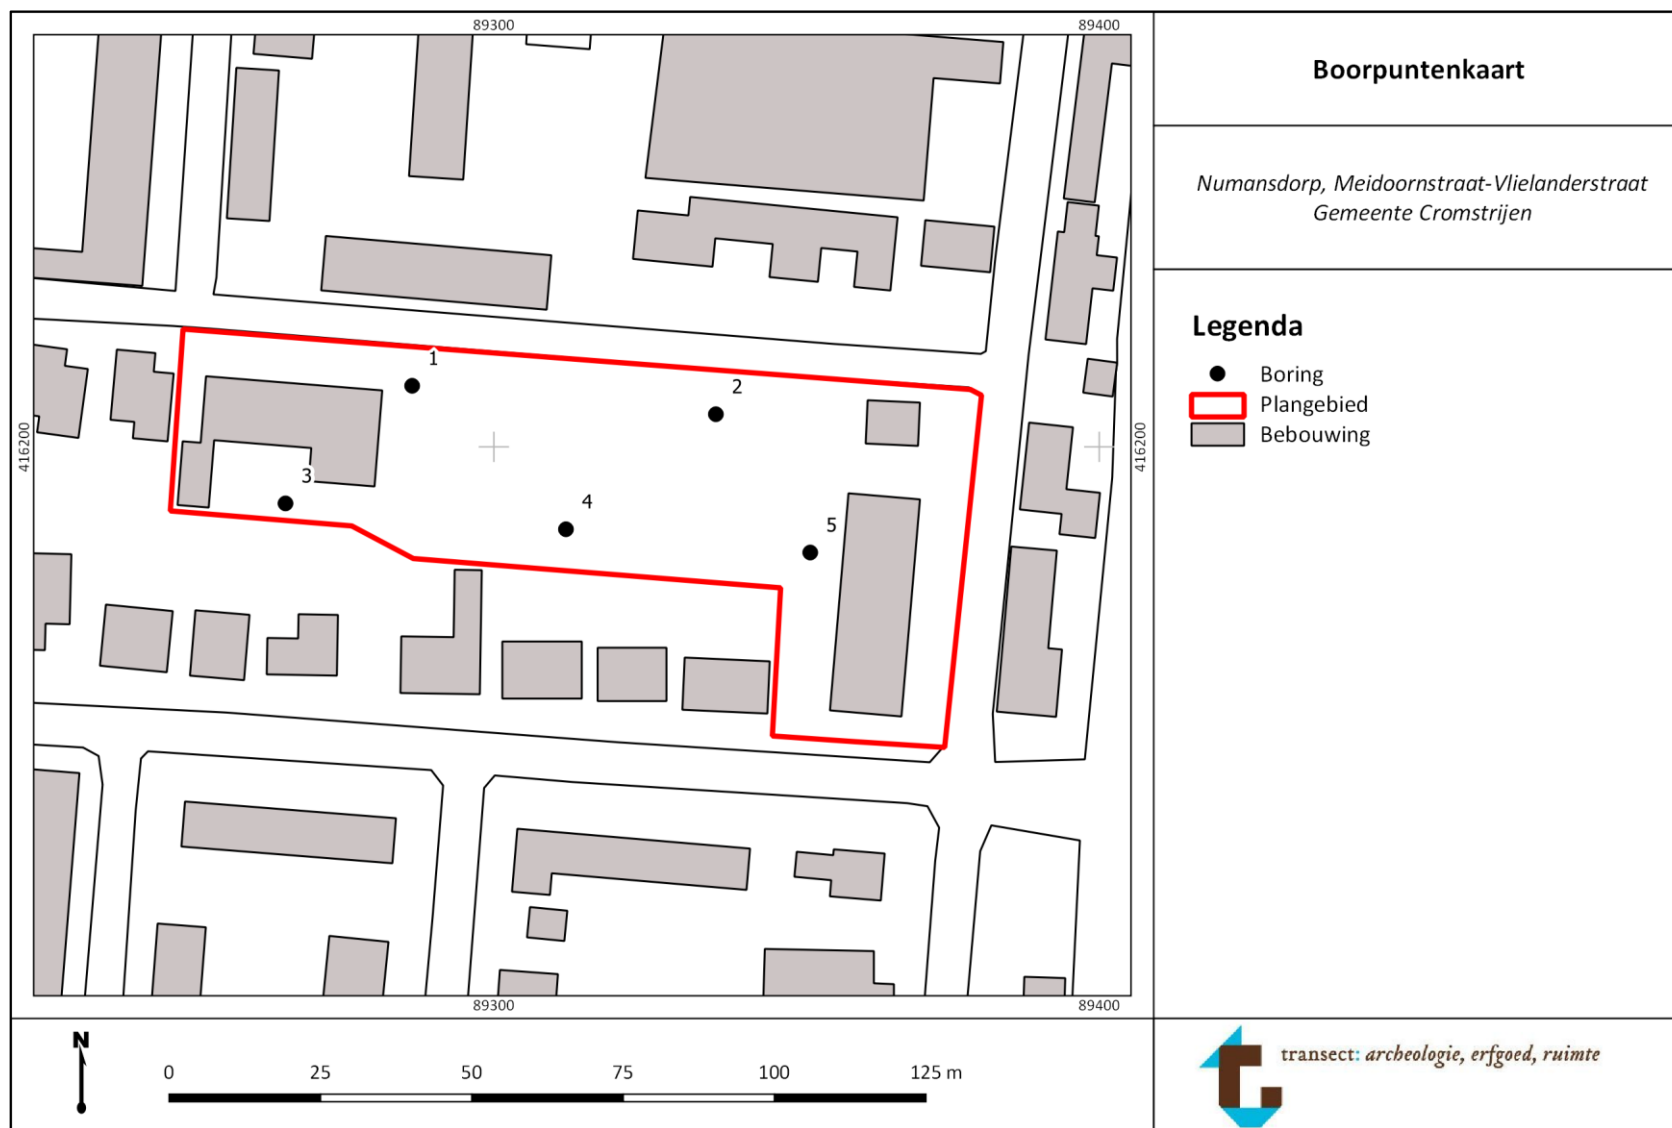 89300
89400
Boorpuntenkaart
Numansdorp, Meidoornstraat-Vlielanderstraat
Gemeente Cromstrijen
Legenda
Boring
Plangebied
Bebouwing
1
2
3
4
5
416200
416200
89300
89400
N
0
25
50
75
100
125 m
transect: archeologie, erfgoed, ruimte